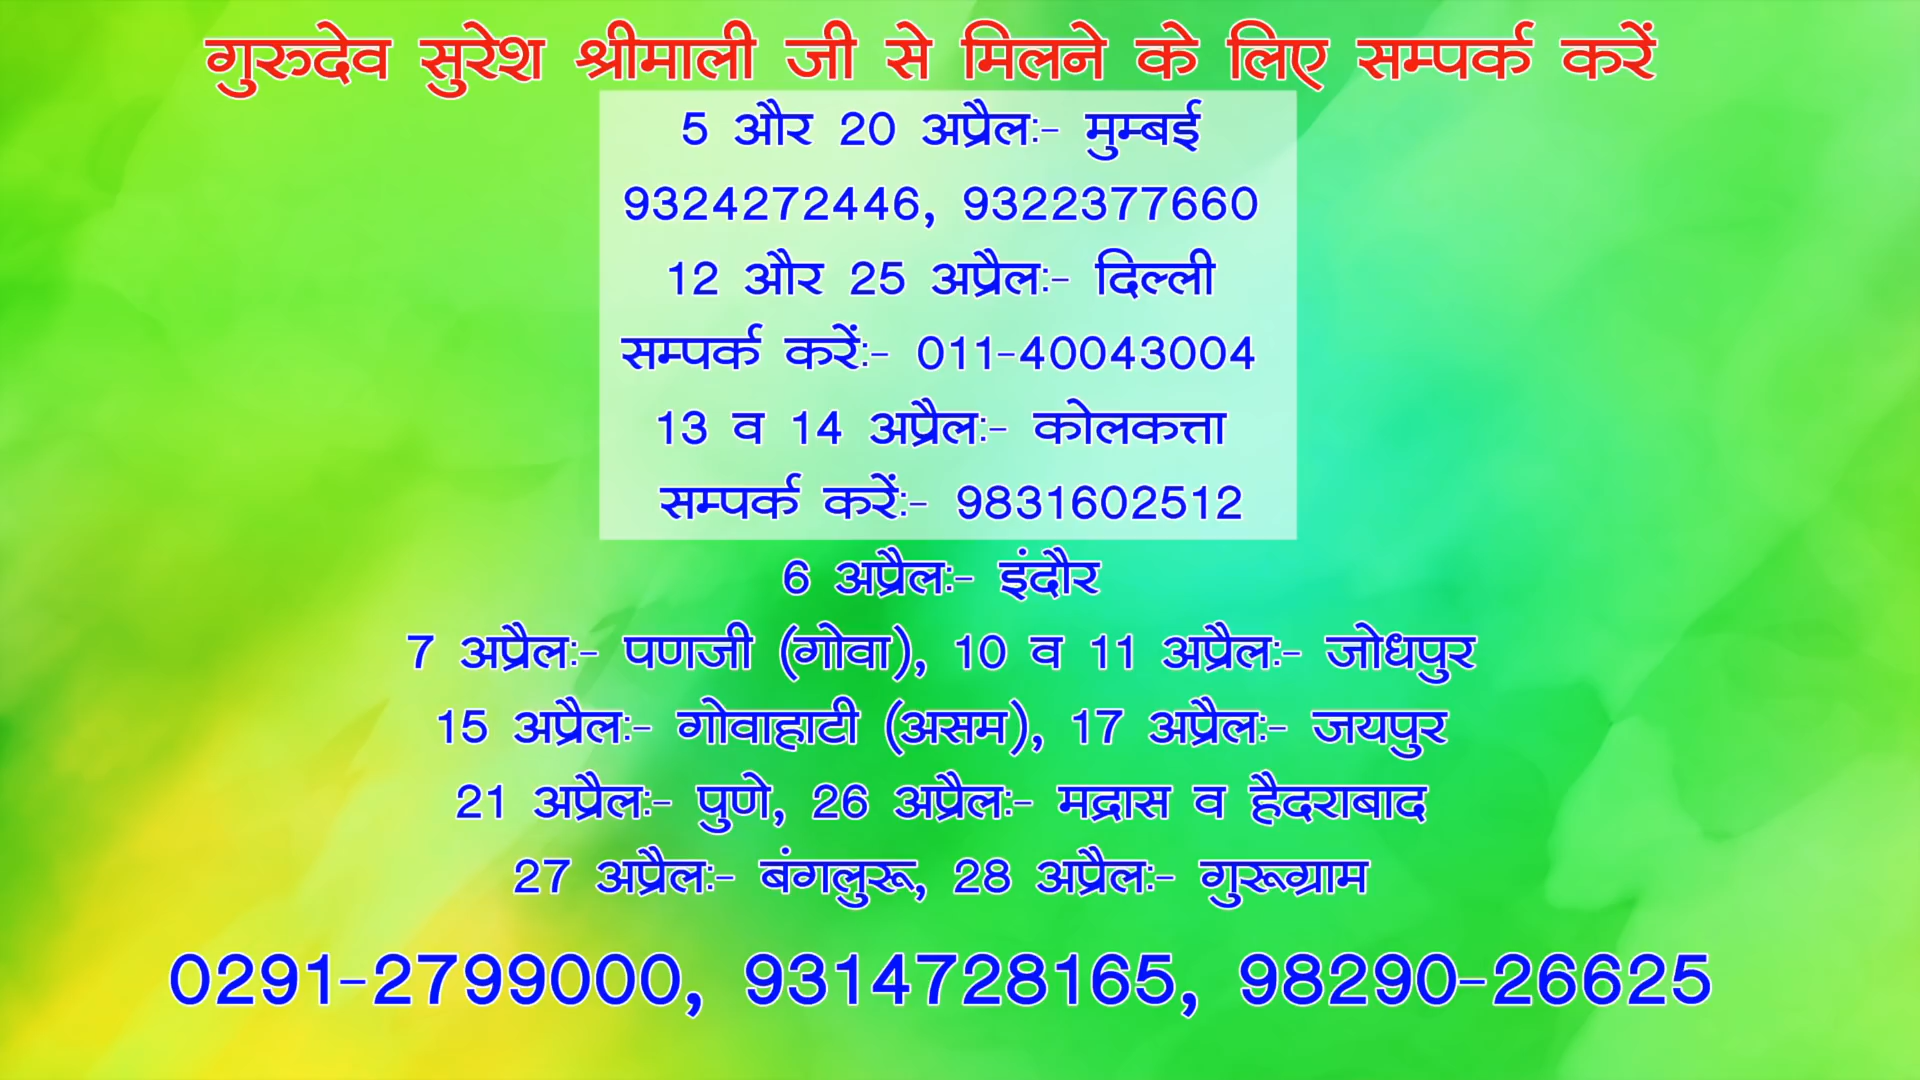 गुरुदेव सुरेश श्रीमाली जी से मिलने के लिए सम्पर्क करें
5 और 20 अप्रैलः- मुम्बई
9324272446, 9322377660
12 और 25 अप्रैलः- दिल्ली
सम्पर्क करेंः- 011-40043004
13 व 14 अप्रैलः- कोलकत्ता
सम्पर्क करेंः- 9831602512
6 अप्रैलः- इंदौर
7 अप्रैलः- पणजी (गोवा), 10 व 11 अप्रैलः- जोधपुर
15 अप्रैलः- गोवाहाटी (असम), 17 अप्रैलः- जयपुर
21 अप्रैलः- पुणे, 26 अप्रैलः- मद्रास व हैदराबाद
27 अप्रैलः- बंगलुरू, 28 अप्रैलः- गुरूग्राम
0291-2799000, 9314728165, 98290-26625